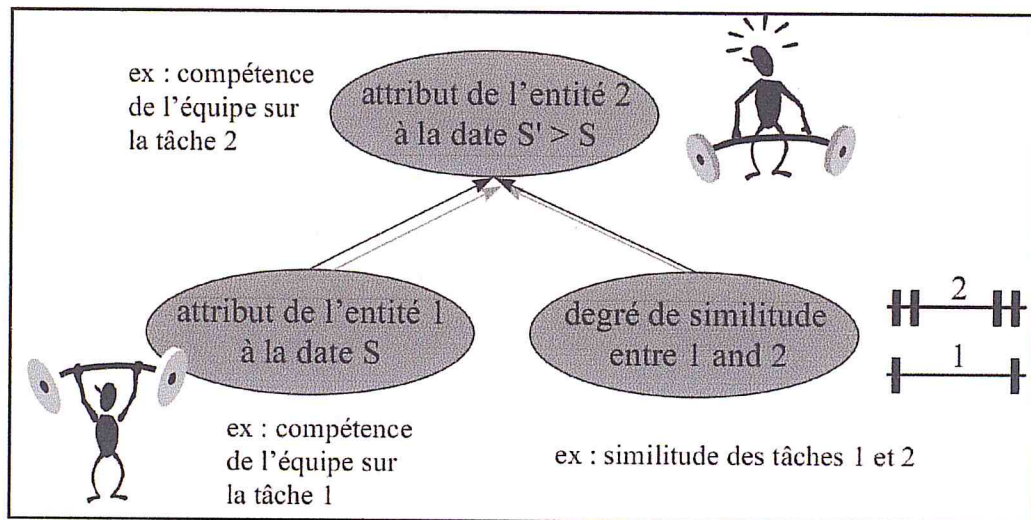 ex : compétence
de l'équipe sur
la tâche 2
attribut de l'entité 2
à la date S' > S
attribut de l'entité 1
à la date S
degré de similitude
entre 1 and 2
2
1
ex : compétence
de l'équipe sur
la tâche 1
ex : similitude des tâches 1 et 2